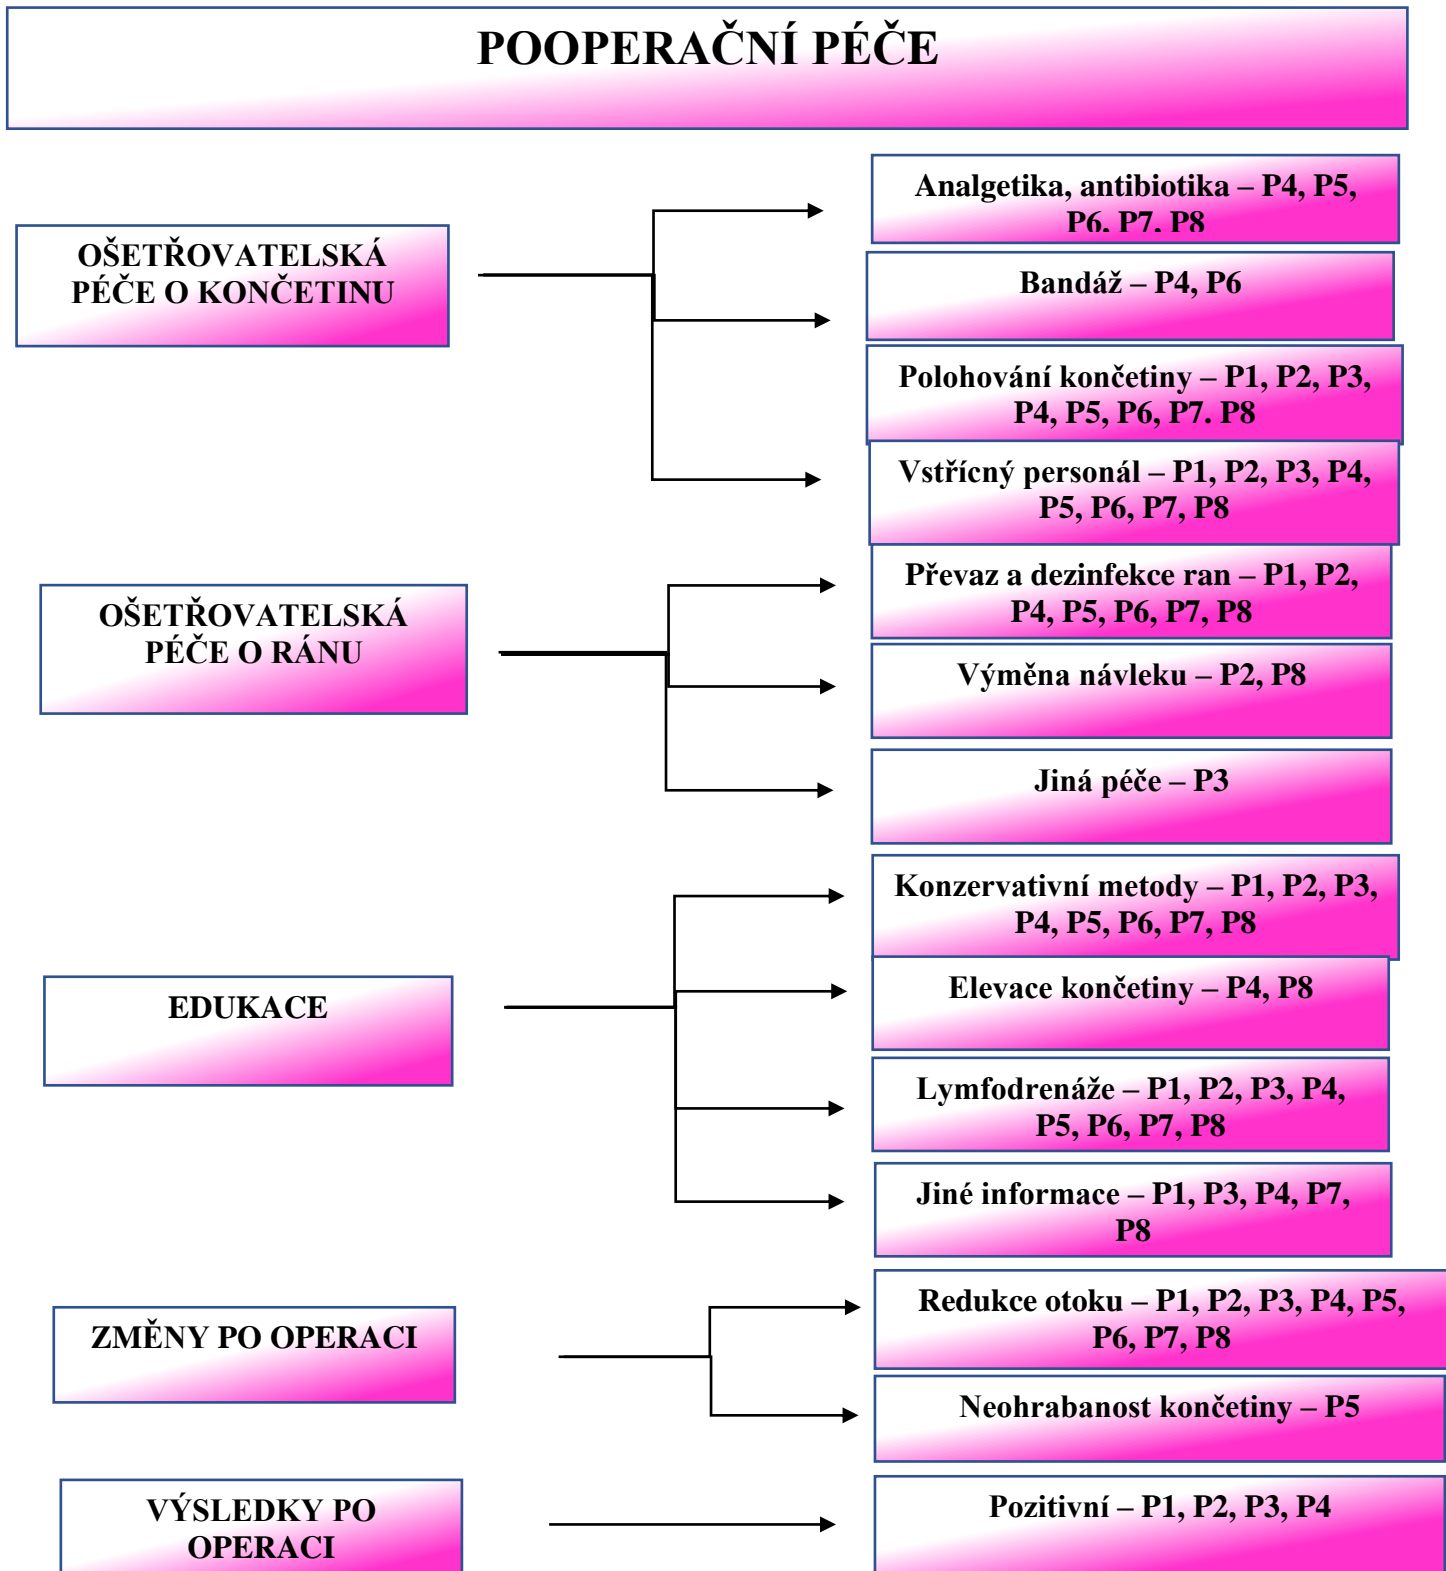 POOPERAČNÍ PÉČE
OŠETŘOVATELSKÁ
PÉČE O KONČETINU
Analgetika, antibiotika – P4, P5,
P6, P7, P8
Bandáž – P4, P6
Polohování končetiny – P1, P2, P3,
P4, P5, P6, P7. P8
Vstřícný personál – P1, P2, P3, P4,
P5, P6, P7, P8
OŠETŘOVATELSKÁ
PÉČE O RÁNU
Převaz a dezinfekce ran – P1, P2,
P4, P5, P6, P7, P8
Výměna návleku – P2, P8
Jiná péče – P3
EDUKACE
Konzervativní metody – P1, P2, P3,
P4, P5, P6, P7, P8
Elevace končetiny – P4, P8
Lymfodrenáže – P1, P2, P3, P4,
P5, P6, P7, P8
Jiné informace – P1, P3, P4, P7,
P8
ZMĚNY PO OPERACI
Redukce otoku – P1, P2, P3, P4, P5,
P6, P7, P8
Neohrabanost končetiny – P5
VÝSLEDKY PO
OPERACI
Pozitivní – P1, P2, P3, P4